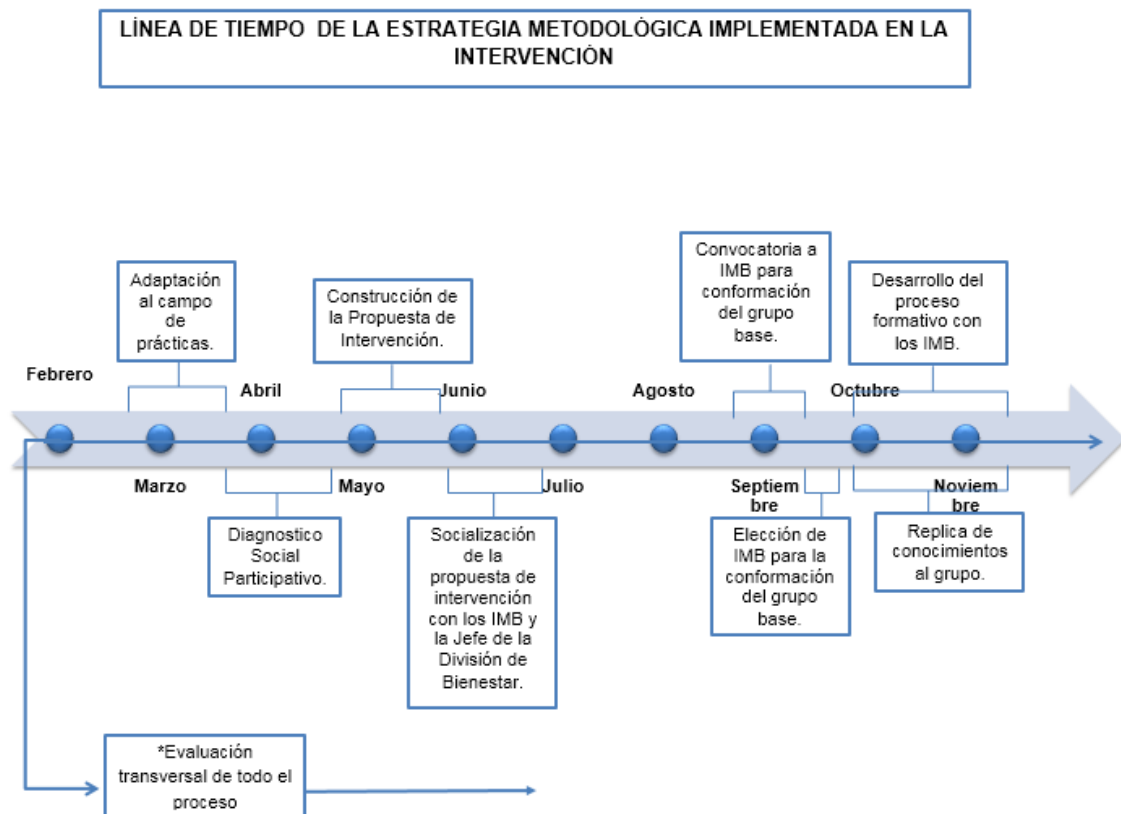 LÍNEA DE TIEMPO DE LA ESTRATEGIA METODOLÓGICA IMPLEMENTADA EN LA
INTERVENCIÓN
Adaptación
al campo
de
prácticas.
Construcción de
la Propuesta de
Intervención.
Convocatoria a
IMB para
conformación
del grupo
base.
Desarrollo del
proceso
formativo con
los IMB.
Febrero
Abril
Junio
Agosto
Octubre
Marzo
Mayo
Julio
Septiem
bre
Noviem
bre
Diagnostico
Social
Participativo.
Socialización
de la
propuesta de
intervención
con los IMB y
la Jefe de la
División de
Bienestar.
Elección de
IMB para la
conformación
del grupo
base.
Replica de
conocimientos
al grupo.
*Evaluación
transversal de todo el
proceso